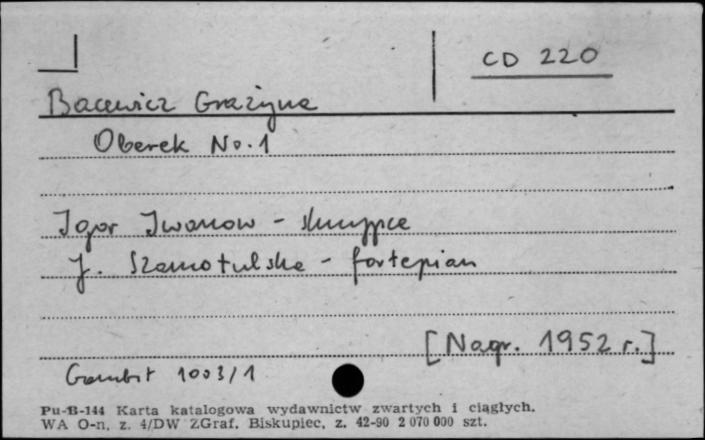 CD 220
Bacewicz Grażyna
Oberek No. 1
Igor Iwanow - skrzypce
J. Szamotulska - fortepian
[Nagr. 1952 r.]
Gambit 1003/1
Pu-B-144 Karta katalogowa wydawnictw zwartych i ciągłych.
WA O-n, z. 4/DW ZGraf. Biskupiec, z. 42-90 2 070 000 szt.